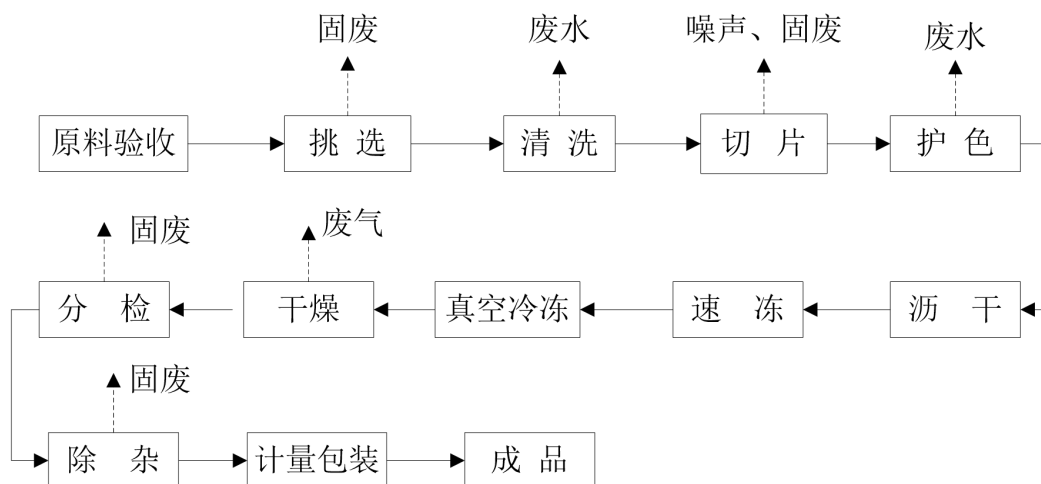 固废
废水
噪声、固废
废水
原料验收
挑 选
清 洗
切 片
护 色
固废
废气
分 检
干燥
真空冷冻
速 冻
沥 干
固废
除 杂
计量包装
成 品